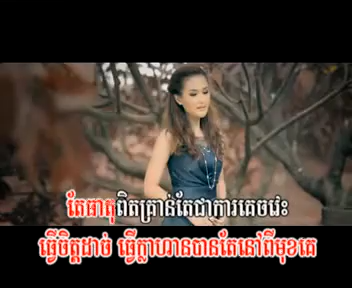 តែធាតុពិតគ្រាន់តែជាការគេចវេះ
ធ្វើចិត្តដាច់ ធ្វើក្លាហានបានតែនៅពីមុខគេ